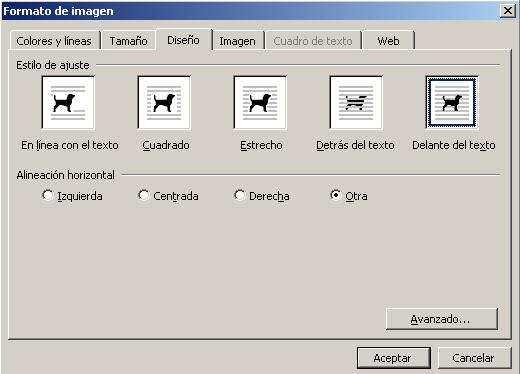 Formato de imagen
Colores y líneas Tamaño Diseño Imagen Cuadro de texto Web
Estilo de ajuste
En línea con el texto Cuadrado Estrecho Detrás del texto Delante del texto
Alineación horizontal
Izquierda Centrada Derecha Otra
Avanzado...
Aceptar Cancelar